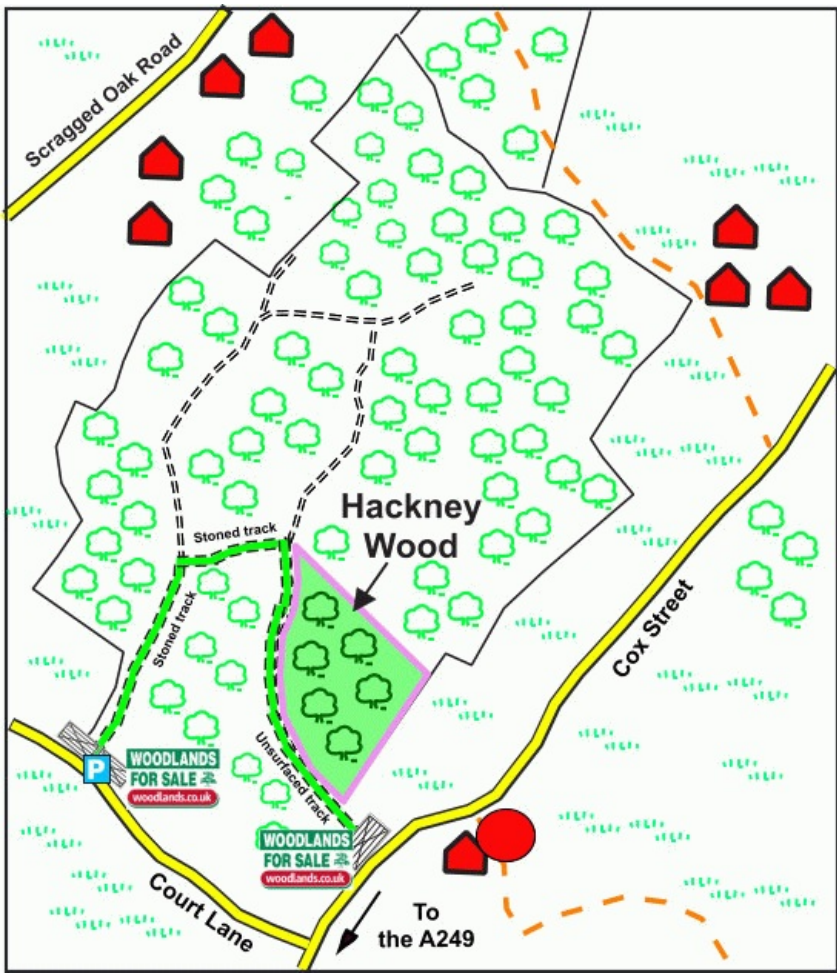 Scragged Oak Road
Hackney
Wood
Stoned track
Stoned track
Cox Street
Unsurfaced track
P
WOODLANDS
FOR SALE
woodlands.co.uk
WOODLANDS
FOR SALE
woodlands.co.uk
Court Lane
To
the A249